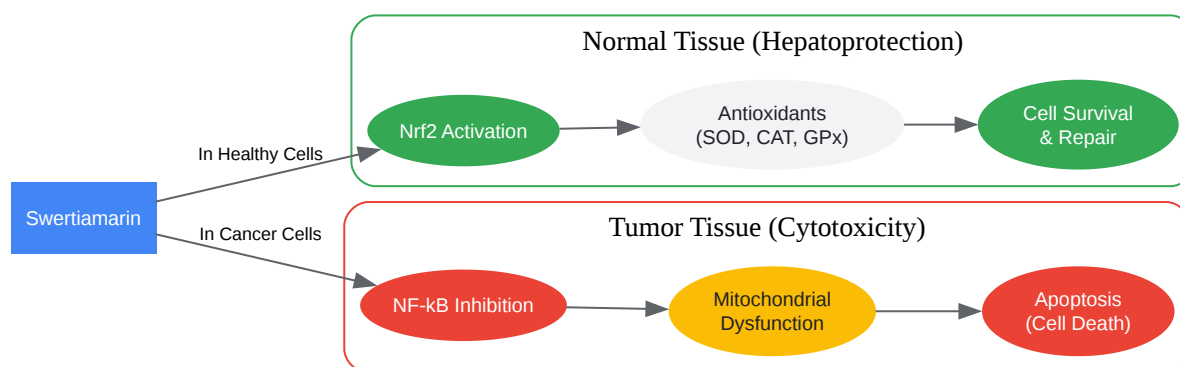 Normal Tissue (Hepatoprotection)
Nrf2 Activation
Antioxidants
(SOD, CAT, GPx)
Cell Survival
& Repair
In Healthy Cells
Swertiamarin
In Cancer Cells
Tumor Tissue (Cytotoxicity)
NF-kB Inhibition
Mitochondrial
Dysfunction
Apoptosis
(Cell Death)